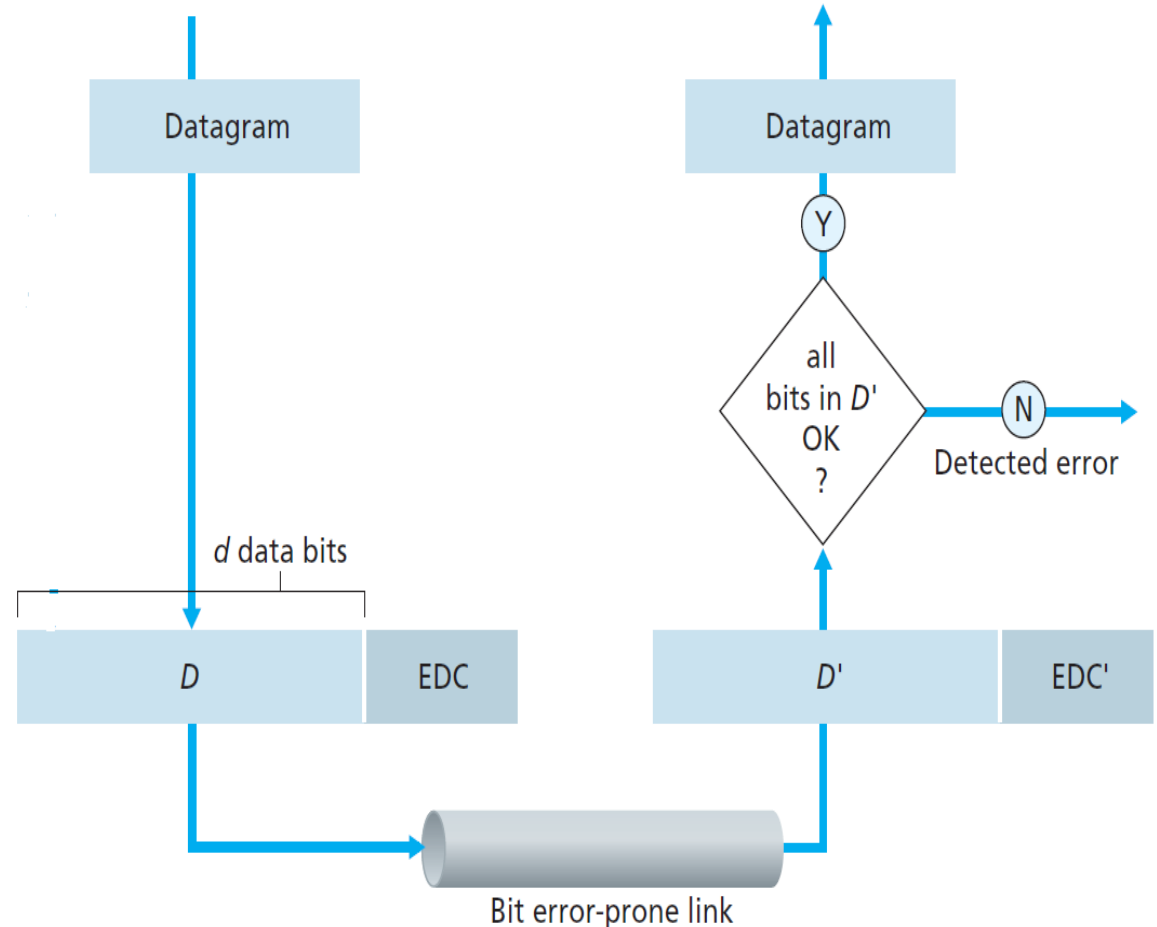 Datagram
Datagram
Y
all
bits in D'
OK
?
N
Detected error
d data bits
D
EDC
D'
EDC'
Bit error-prone link